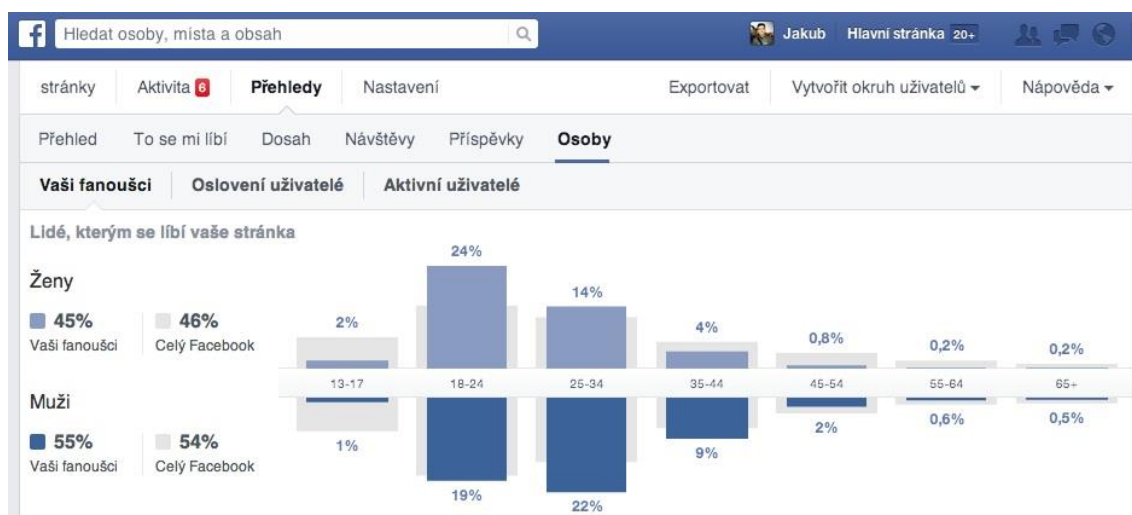 f Hledat osoby, místa a obsah Jakub Hlavní stránka 20+
stránky Aktivita 6 Přehledy Nastavení Exportovat Vytvořit okruh uživatelů Nápověda
Přehled To se mi líbí Dosah Návštěvy Příspěvky Osoby
Vaši fanoušci Oslovení uživatelé Aktivní uživatelé
Lidé, kterým se líbí vaše stránka
Ženy
45% 46%
Vaši fanoušci Celý Facebook
24%
14%
2% 4% 0,8% 0,2% 0,2%
13-17 18-24 25-34 35-44 45-54 55-64 65+
Muži
55% 54%
Vaši fanoušci Celý Facebook
1% 19% 22% 9% 2% 0,6% 0,5%